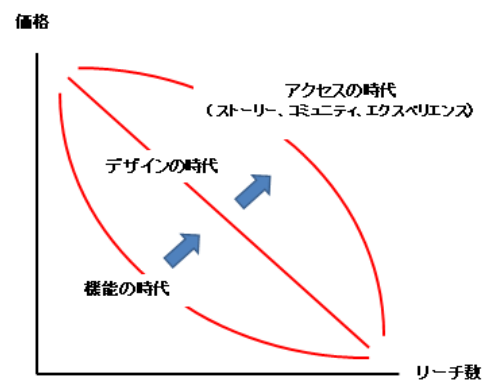 価格
アクセスの時代
（ストーリー、コミュニティ、エクスペリエンス）
デザインの時代
機能の時代
リーチ数